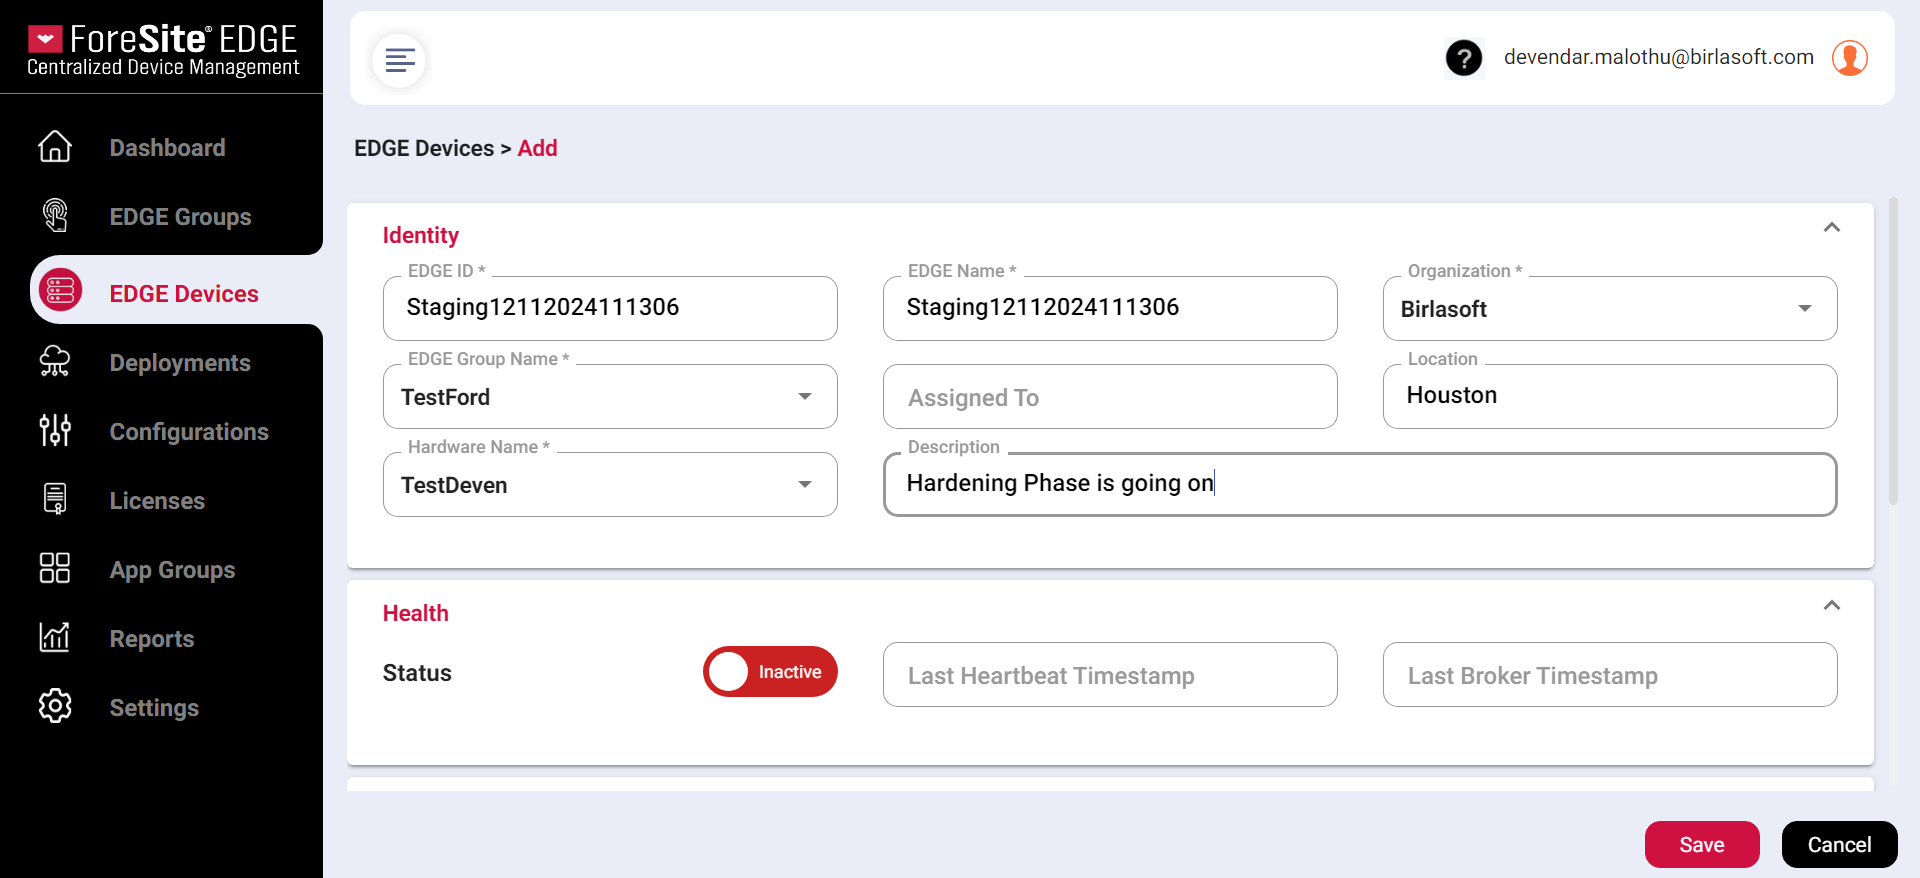 ForeSite® EDGE
Centralized Device Management
?
devendar.malothu@birlasoft.com
Dashboard
EDGE Groups
EDGE Devices
Deployments
Configurations
Licenses
App Groups
Reports
Settings
EDGE Devices > Add
Identity
EDGE ID *
Staging12112024111306
EDGE Name *
Staging12112024111306
Organization *
Birlasoft
EDGE Group Name *
TestFord
Assigned To
Location
Houston
Hardware Name *
TestDeven
Description
Hardening Phase is going on
Health
Status
Inactive
Last Heartbeat Timestamp
Last Broker Timestamp
Save
Cancel